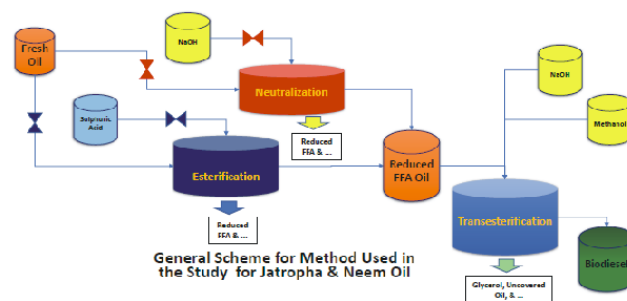 Fresh
Oil
NaOH
Neutralization
Sulphuric
Acid
Reduced
FFA & ...
Esterification
Reduced
FFA & ...
Reduced
FFA Oil
NaOH
Methanol
Transesterification
Biodiesel
Glycerol, Uncovered
Oil, & ...
General Scheme for Method Used in
the Study for Jatropha & Neem Oil